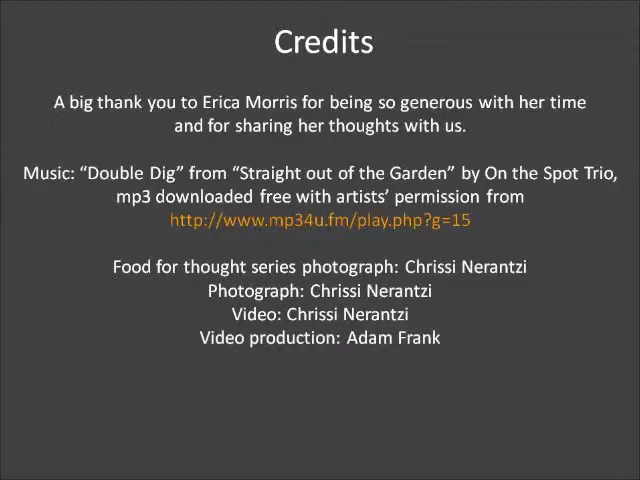 Credits
A big thank you to Erica Morris for being so generous with her time
and for sharing her thoughts with us.
Music: “Double Dig” from “Straight out of the Garden” by On the Spot Trio,
mp3 downloaded free with artists’ permission from
http://www.mp34u.fm/play.php?g=15
Food for thought series photograph: Chrissi Nerantzi
Photograph: Chrissi Nerantzi
Video: Chrissi Nerantzi
Video production: Adam Frank